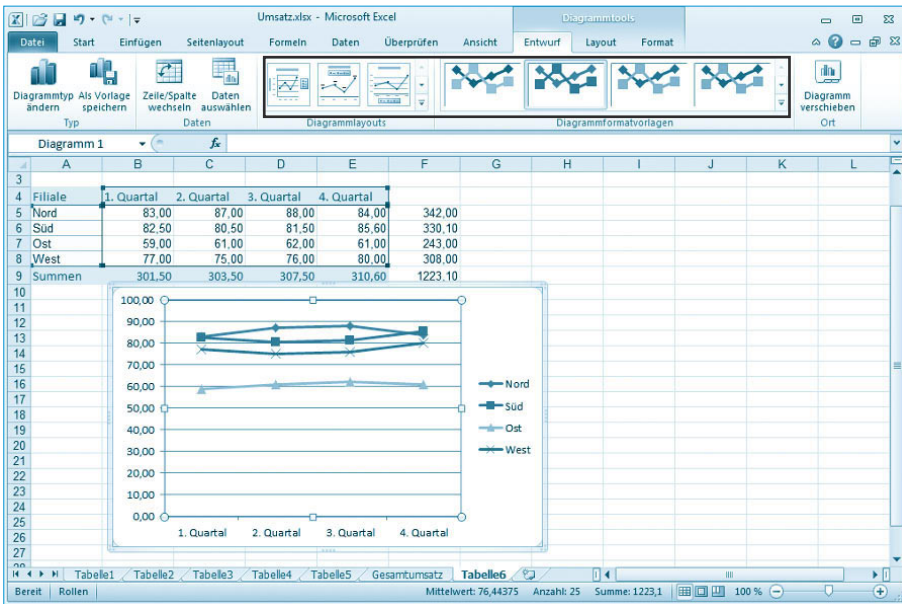 Umsatz.xlsx - Microsoft Excel
Diagrammtools
Datei Start Einfügen Seitenlayout Formeln Daten Überprüfen Ansicht Entwurf Layout Format
Diagrammtyp ändern
Als Vorlage speichern
Zeile/Spalte wechseln
Daten auswählen
Diagramm verschieben
Typ Daten Diagrammlayouts Diagrammformatvorlagen Ort
Diagramm 1 fx
A B C D E F G H I J K L
3
4 Filiale 1. Quartal 2. Quartal 3. Quartal 4. Quartal
5 Nord 83,00 87,00 88,00 84,00 342,00
6 Süd 82,50 80,50 81,50 85,60 330,10
7 Ost 59,00 61,00 62,00 61,00 243,00
8 West 77,00 75,00 76,00 80,00 308,00
9 Summen 301,50 303,50 307,50 310,60 1223,10
10
11
12
13
14
15
16
17
18
19
20
21
22
23
24
25
26
27
100,00
90,00
80,00
70,00
60,00
50,00
40,00
30,00
20,00
10,00
0,00
1. Quartal 2. Quartal 3. Quartal 4. Quartal
Nord
Süd
Ost
West
Tabelle1 Tabelle2 Tabelle3 Tabelle4 Tabelle5 Gesamtumsatz Tabelle6
Bereit Rollen Mittelwert: 76,44375 Anzahl: 25 Summe: 1223,1 100 %